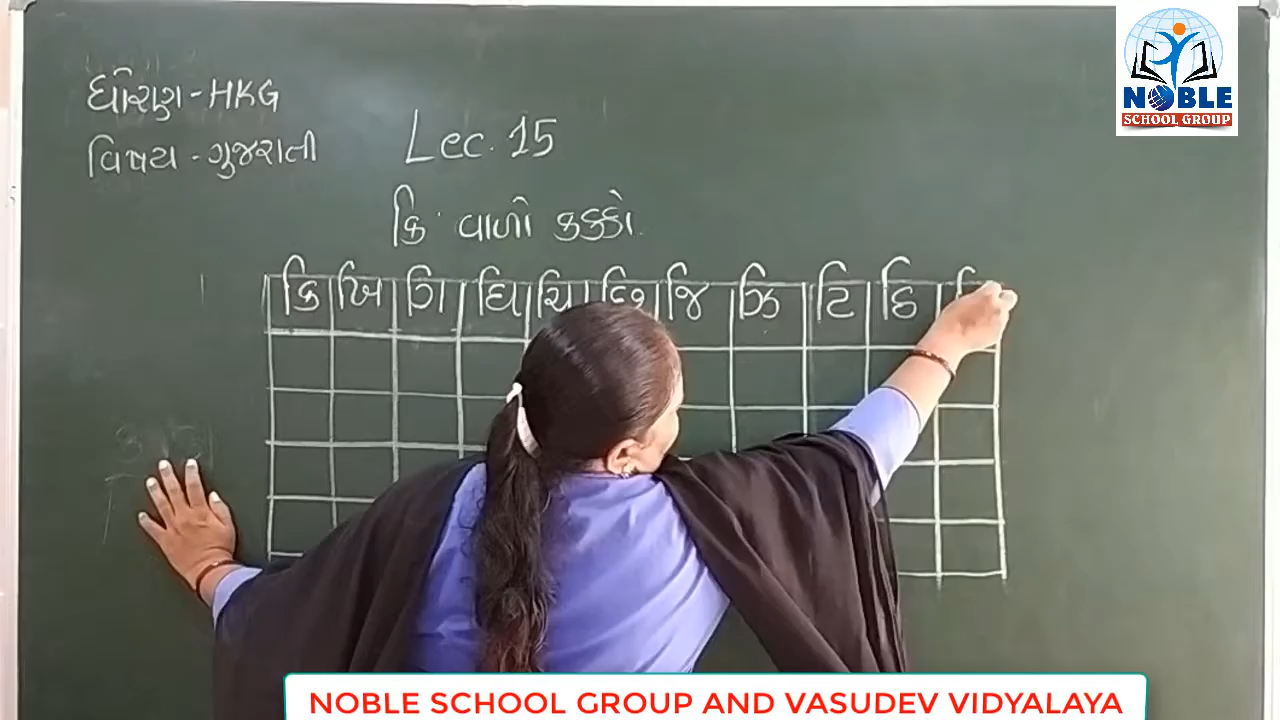 ધોરણ - HKG
વિષય - ગુજરાતી
Lec. 15
કિ વાળો કક્કો.
કિ ખિ ગિ ઘિ ચિ છિ જિ ઝિ ટિ ઠિ
NOBLE
SCHOOL GROUP
NOBLE SCHOOL GROUP AND VASUDEV VIDYALAYA